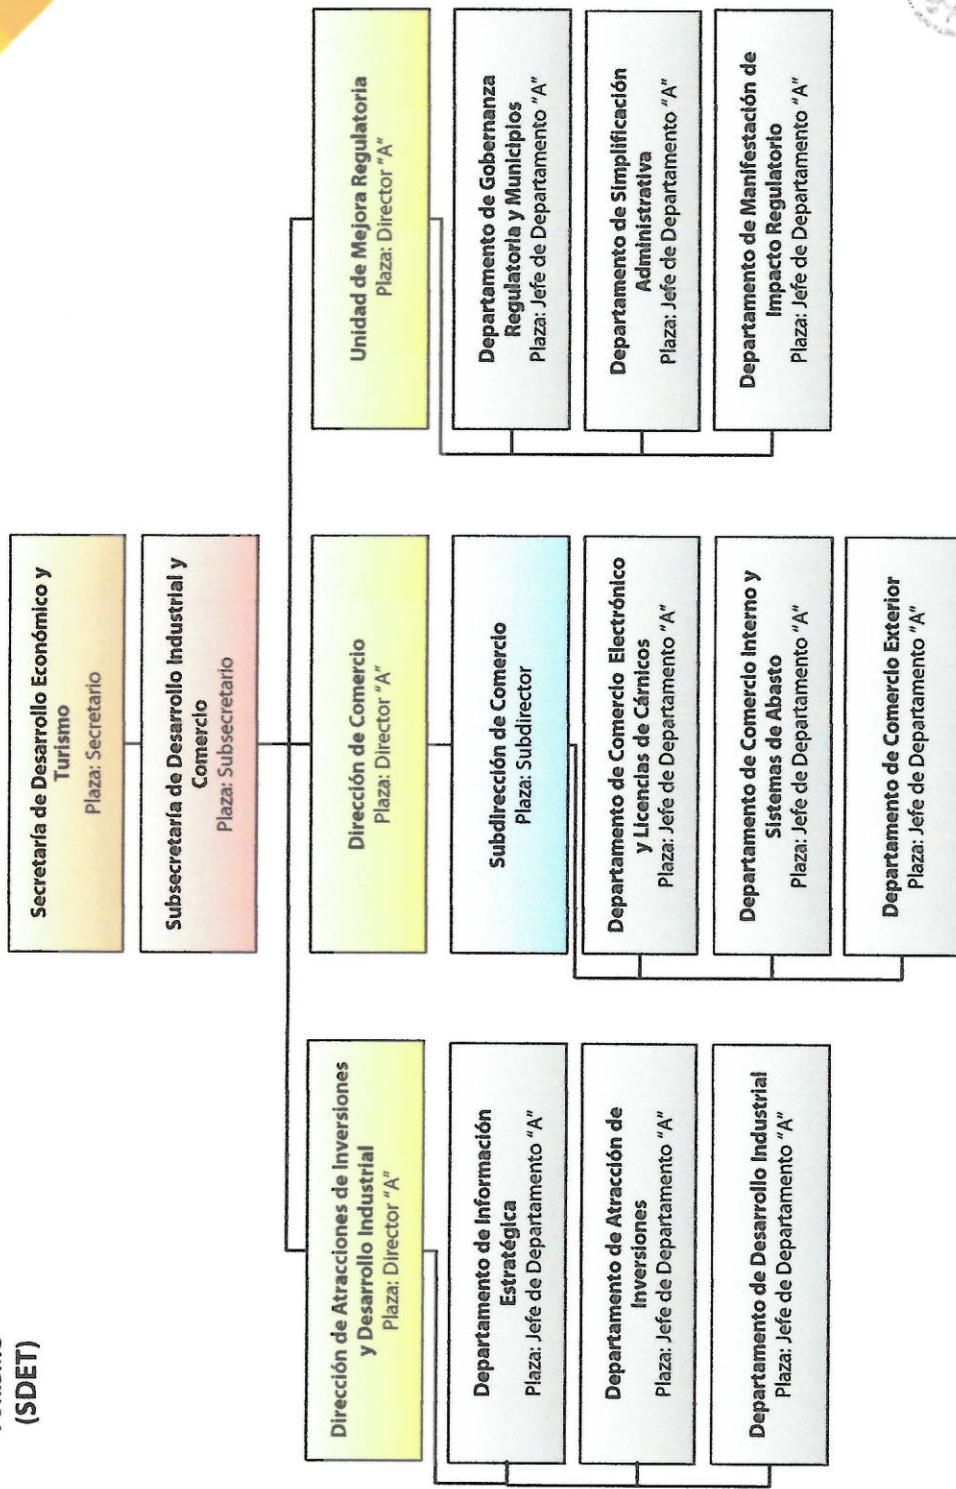 (SDET)
Secretaría de Desarrollo Económico y
Turismo
Plaza: Secretario
Subsecretaría de Desarrollo Industrial y
Comercio
Plaza: Subsecretario
Dirección de Atracciones de Inversiones
y Desarrollo Industrial
Plaza: Director "A"
Departamento de Información
Estratégica
Plaza: Jefe de Departamento "A"
Departamento de Atracción de
Inversiones
Plaza: Jefe de Departamento "A"
Departamento de Desarrollo Industrial
Plaza: Jefe de Departamento "A"
Dirección de Comercio
Plaza: Director "A"
Subdirección de Comercio
Plaza: Subdirector
Departamento de Comercio Electrónico
y Licencias de Cárnicos
Plaza: Jefe de Departamento "A"
Departamento de Comercio Interno y
Sistemas de Abasto
Plaza: Jefe de Departamento "A"
Departamento de Comercio Exterior
Plaza: Jefe de Departamento "A"
Unidad de Mejora Regulatoria
Plaza: Director "A"
Departamento de Gobernanza
Regulatoria y Municipios
Plaza: Jefe de Departamento "A"
Departamento de Simplificación
Administrativa
Plaza: Jefe de Departamento "A"
Departamento de Manifestación de
Impacto Regulatorio
Plaza: Jefe de Departamento "A"